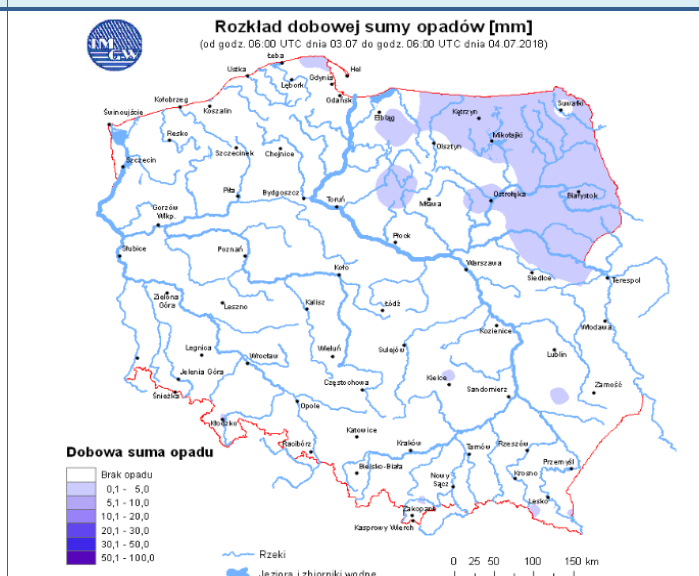 Rozkład dobowej sumy opadów [mm]
(od godz. 06:00 UTC dnia 03.07 do godz. 06:00 UTC dnia 04.07.2018)
IM
GW
Łeba
Hel
Ustka
Gdynia
Lębork
Gdańsk
Suwałki
Kołobrzeg
Koszalin
Świnoujście
Elbląg
Kętrzyn
Resko
Mikołajki
Szczecinek
Chojnice
Olsztyn
Szczecin
Piła
Bydgoszcz
Toruń
Mława
Ostrołęka
Białystok
Gorzów
Wlkp.
Płock
Słubice
Poznań
Koło
Warszawa
Siedlce
Terespol
Zielona
Góra
Leszno
Kalisz
Łódź
Kozienice
Włodawa
Legnica
Wrocław
Wieluń
Sulejów
Lublin
Jelenia Góra
Śnieżka
Częstochowa
Kielce
Sandomierz
Zamość
Opole
Kłodzko
Racibórz
Katowice
Kraków
Tarnów
Rzeszów
Przemyśl
Bielsko-Biała
Nowy
Sącz
Krosno
Lesko
Zakopane
Kasprowy Wierch
Dobowa suma opadu
Brak opadu
0,1 - 5,0
5,1 - 10,0
10,1 - 20,0
20,1 - 30,0
30,1 - 50,0
50,1 - 100,0
Rzeki
0 25 50 100 150 km
Jeziora i zbiorniki wodne